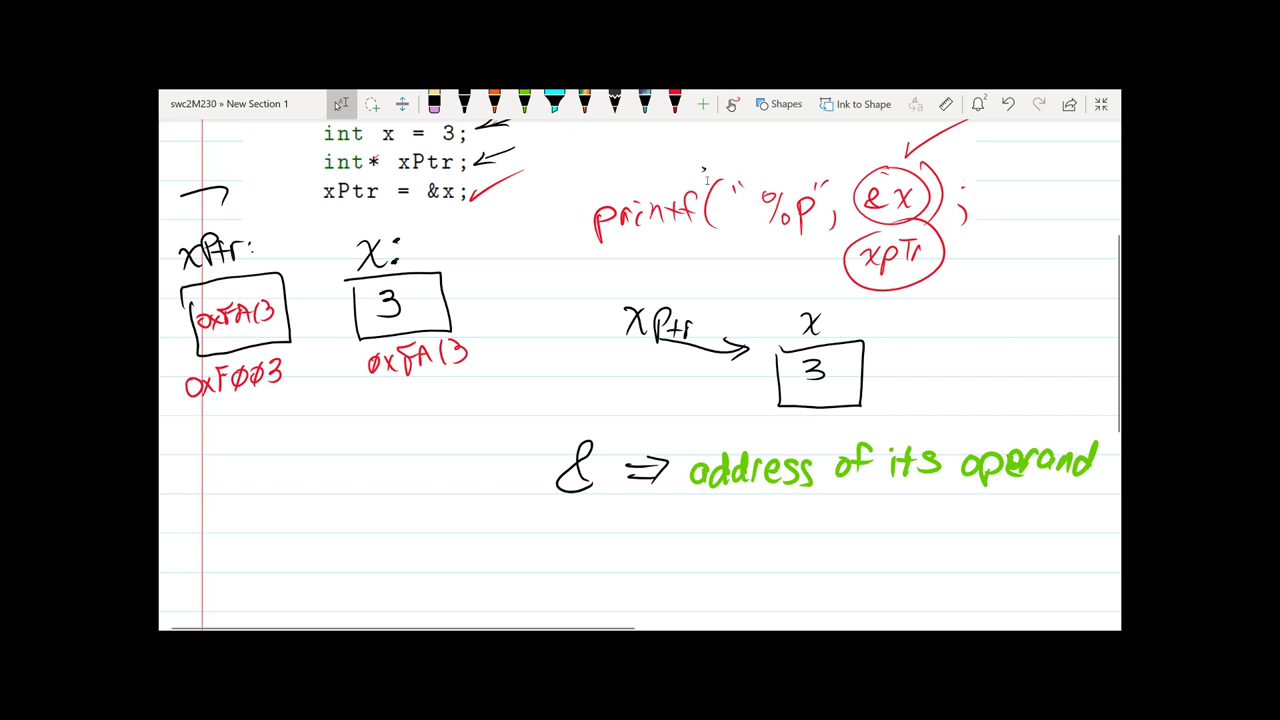 swc2M230 » New Section 1
Shapes
Ink to Shape
2
int x = 3;
int* xPtr;
xPtr = &x;
printf(" %p", &x);
xpTr
xPtr:
x:
0xFA13
3
0xF003
0xFA13
xPtr
x
3
& ⇒ address of its operand